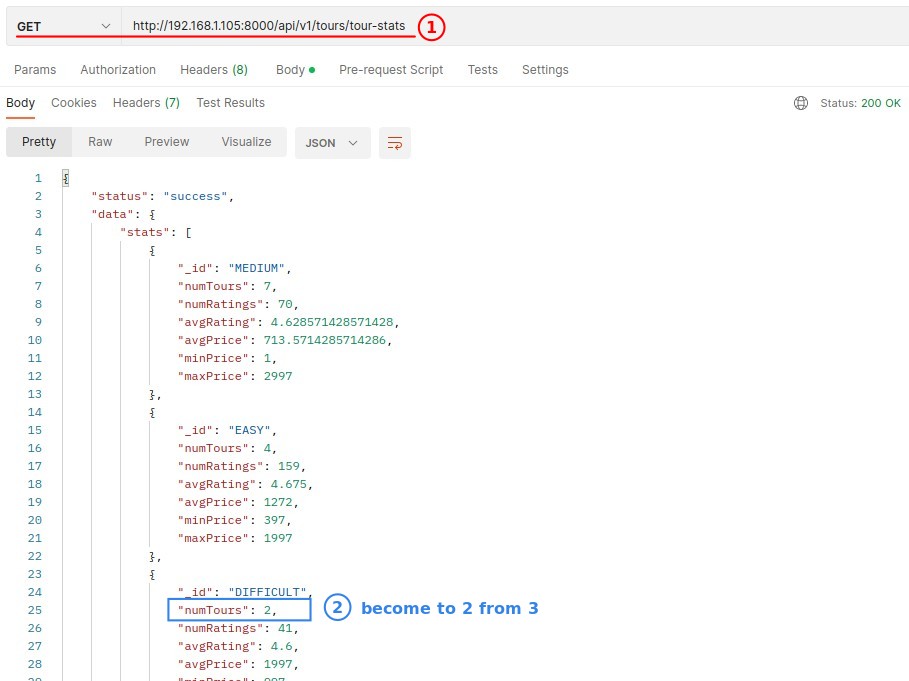 GET http://192.168.1.105:8000/api/v1/tours/tour-stats 1
Params Authorization Headers (8) Body Pre-request Script Tests Settings
Body Cookies Headers (7) Test Results Status: 200 OK
Pretty Raw Preview Visualize JSON
1 {
2 "status": "success",
3 "data": {
4 "stats": [
5 {
6 "_id": "MEDIUM",
7 "numTours": 7,
8 "numRatings": 70,
9 "avgRating": 4.628571428571428,
10 "avgPrice": 713.5714285714286,
11 "minPrice": 1,
12 "maxPrice": 2997
13 },
14 {
15 "_id": "EASY",
16 "numTours": 4,
17 "numRatings": 159,
18 "avgRating": 4.675,
19 "avgPrice": 1272,
20 "minPrice": 397,
21 "maxPrice": 1997
22 },
23 {
24 "_id": "DIFFICULT",
25 "numTours": 2, 2 become to 2 from 3
26 "numRatings": 41,
27 "avgRating": 4.6,
28 "avgPrice": 1997,